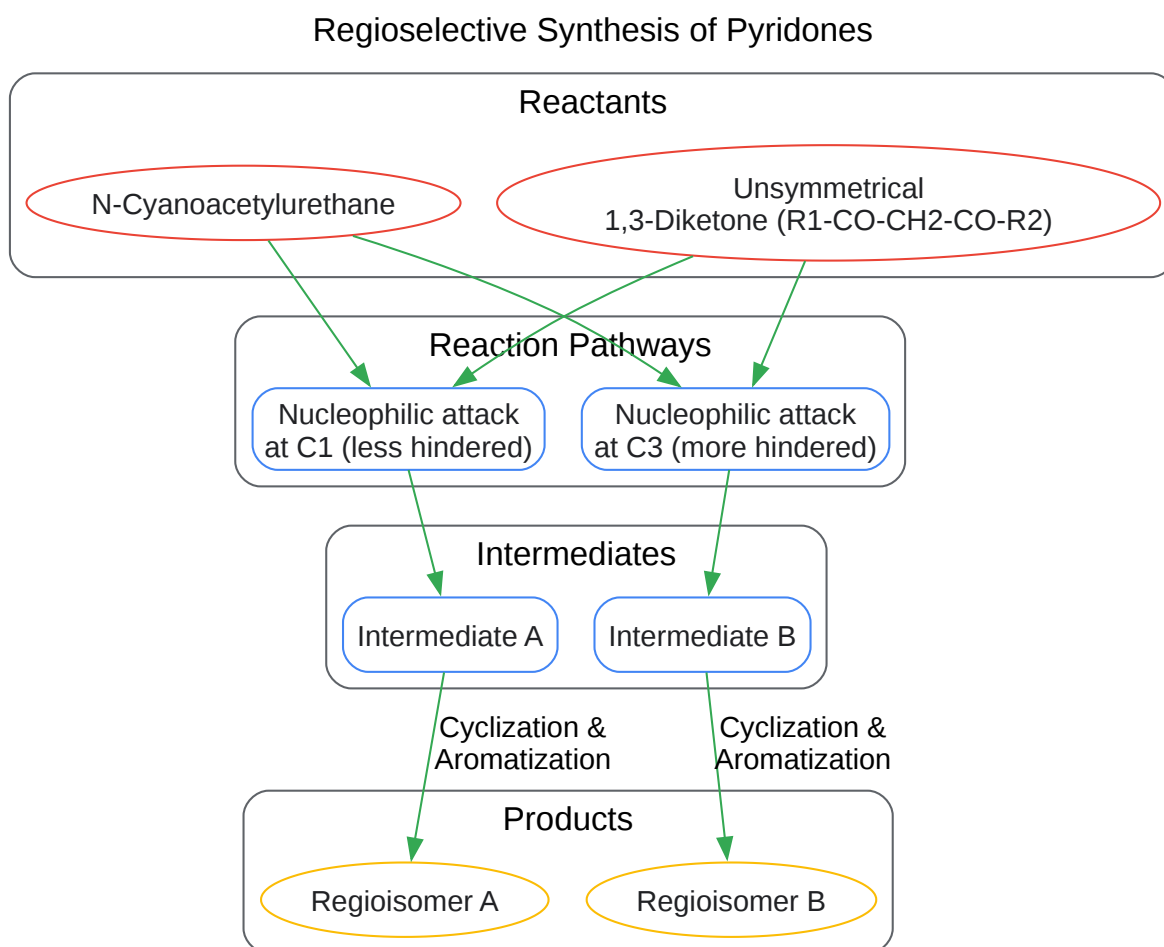 Regioselective Synthesis of Pyridones
Reactants
N-Cyanoacetylurethane
Unsymmetrical
1,3-Diketone (R1-CO-CH2-CO-R2)
Reaction Pathways
Nucleophilic attack
at C1 (less hindered)
Nucleophilic attack
at C3 (more hindered)
Intermediates
Intermediate A
Intermediate B
Cyclization &
Aromatization
Cyclization &
Aromatization
Products
Regioisomer A
Regioisomer B